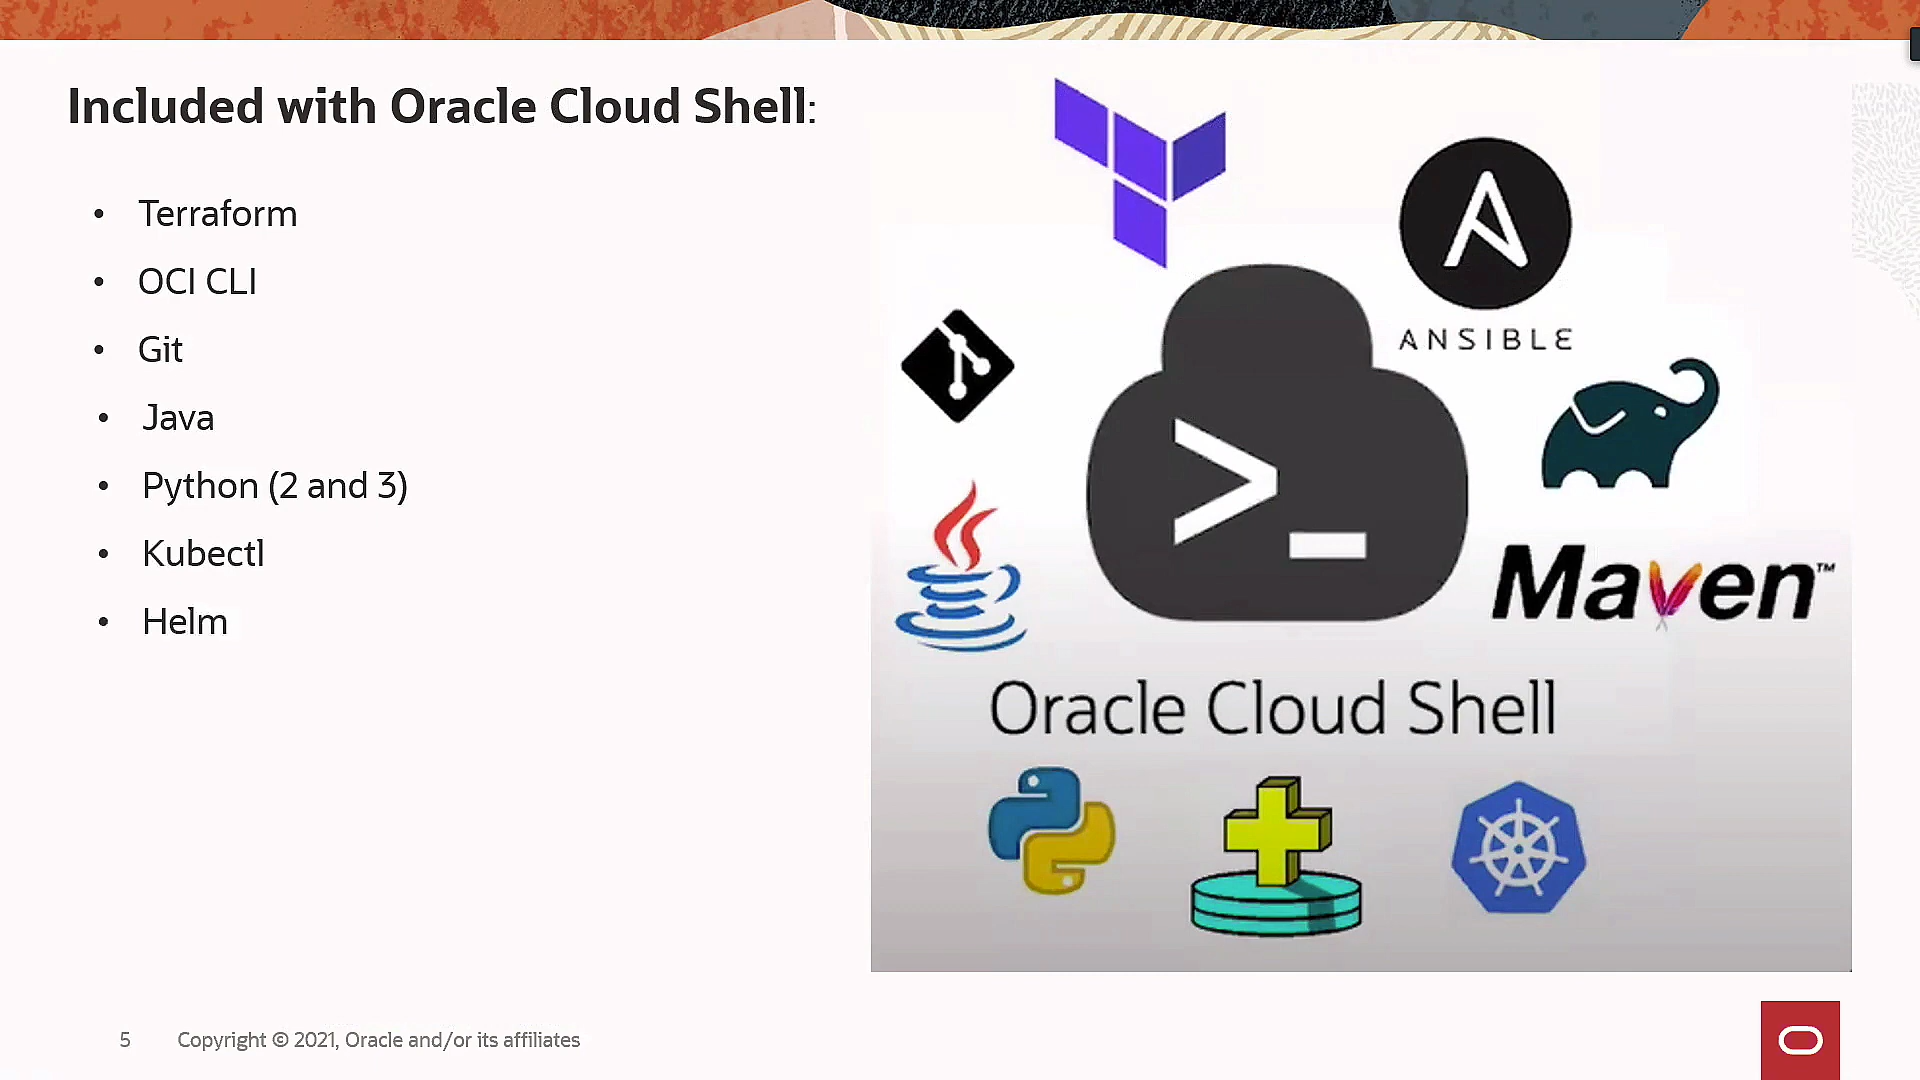 Included with Oracle Cloud Shell:
• Terraform
• OCI CLI
• Git
• Java
• Python (2 and 3)
• Kubectl
• Helm
ANSIBLE
>_
Maven™
Oracle Cloud Shell
5 Copyright © 2021, Oracle and/or its affiliates